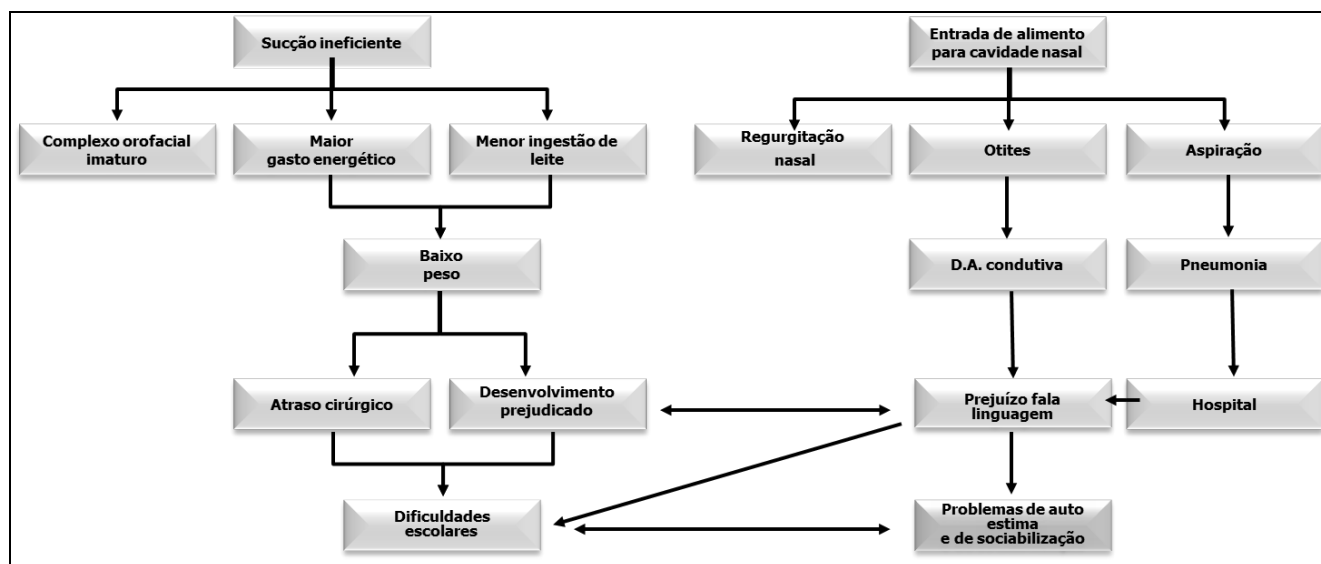 Sucção ineficiente
Entrada de alimento
para cavidade nasal
Complexo orofacial
imaturo
Maior
gasto energético
Menor ingestão de
leite
Regurgitação
nasal
Otites
Aspiração
Baixo
peso
D.A. condutiva
Pneumonia
Atraso cirúrgico
Desenvolvimento
prejudicado
Prejuízo fala
linguagem
Hospital
Dificuldades
escolares
Problemas de auto
estima
e de sociabilização